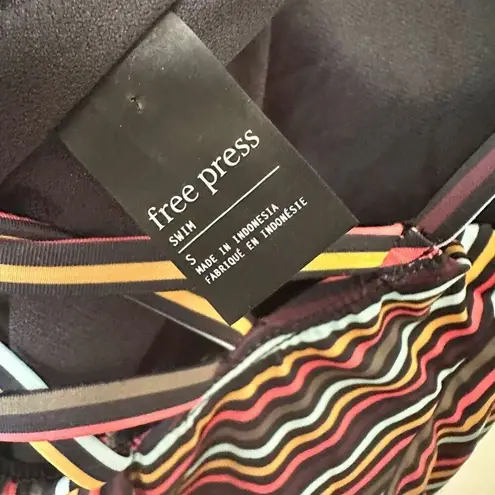 free press
SWIM
S
MADE IN INDONESIA
FABRIQUÉ EN INDONÉSIE